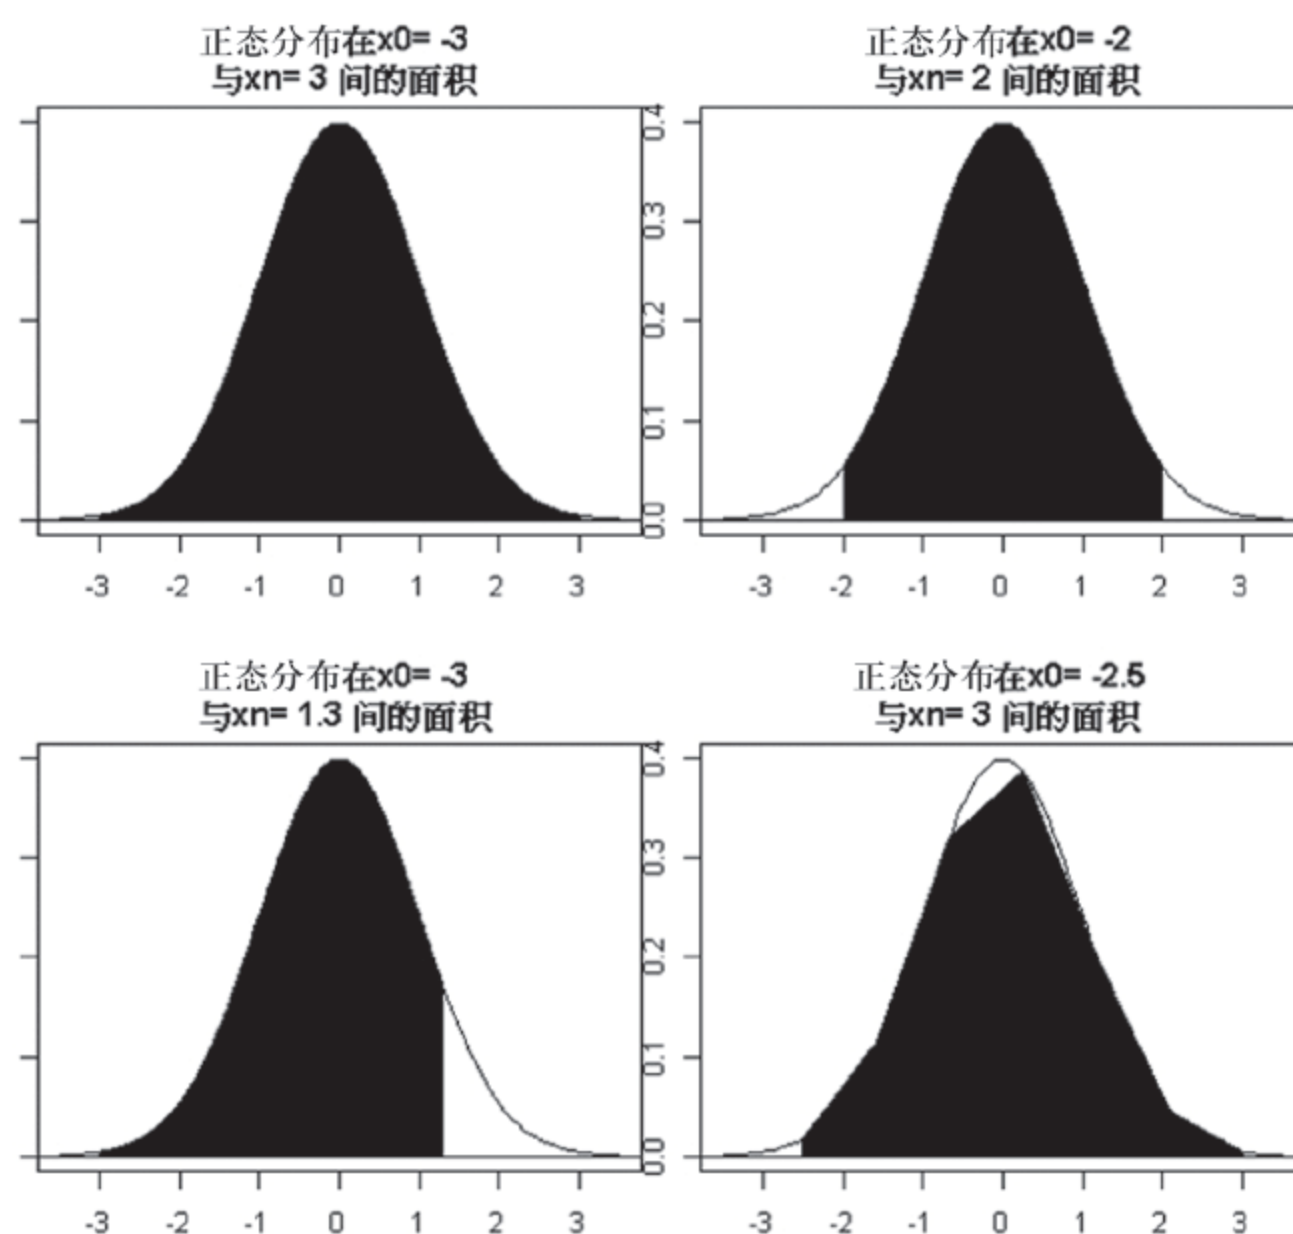 正态分布在x0= -3
与xn= 3 间的面积
正态分布在x0= -2
与xn= 2 间的面积
0.4
0.3
0.2
0.1
0.0
-3 -2 -1 0 1 2 3
-3 -2 -1 0 1 2 3
正态分布在x0= -3
与xn= 1.3 间的面积
正态分布在x0= -2.5
与xn= 3 间的面积
0.4
0.3
0.2
0.1
0.0
-3 -2 -1 0 1 2 3
-3 -2 -1 0 1 2 3